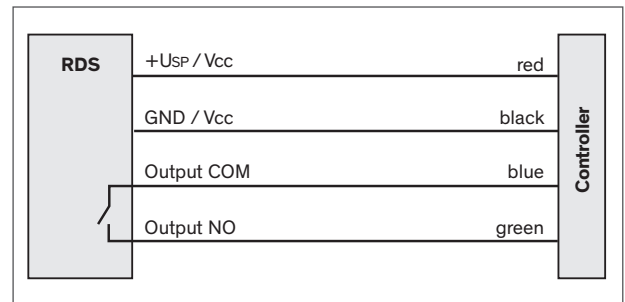 RDS
+USP / Vcc
red
GND / Vcc
black
Output COM
blue
Output NO
green
Controller